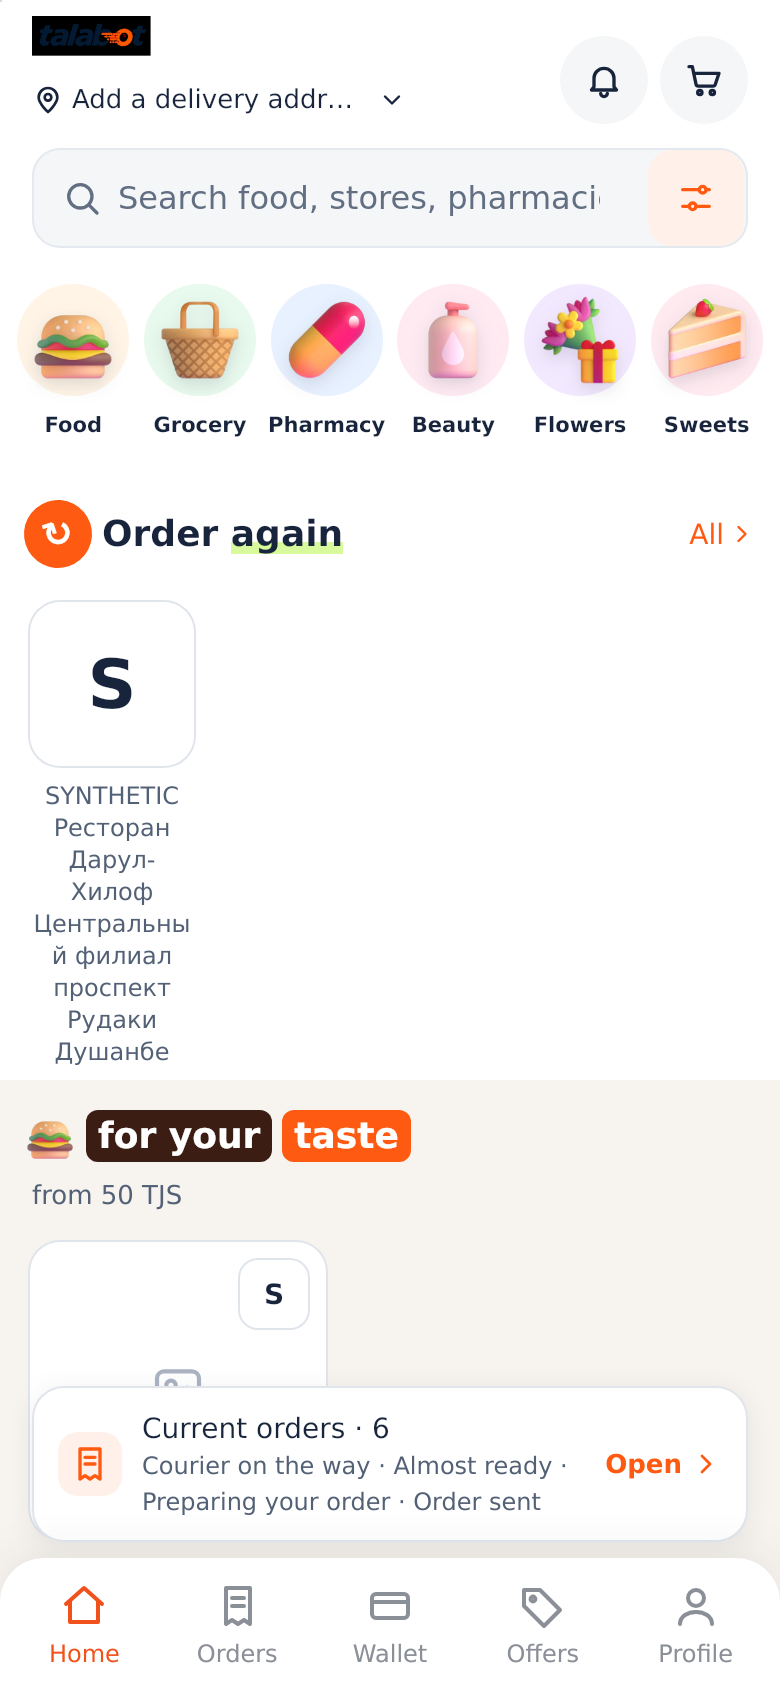 talabot
Add a delivery addr...
Search food, stores, pharmaci
Food
Grocery
Pharmacy
Beauty
Flowers
Sweets
Order again
All
S
SYNTHETIC
Ресторан
Дарул-
Хилоф
Центральны
й филиал
проспект
Рудаки
Душанбе
for your taste
from 50 TJS
S
Current orders · 6
Courier on the way · Almost ready ·
Preparing your order · Order sent
Open
Home
Orders
Wallet
Offers
Profile